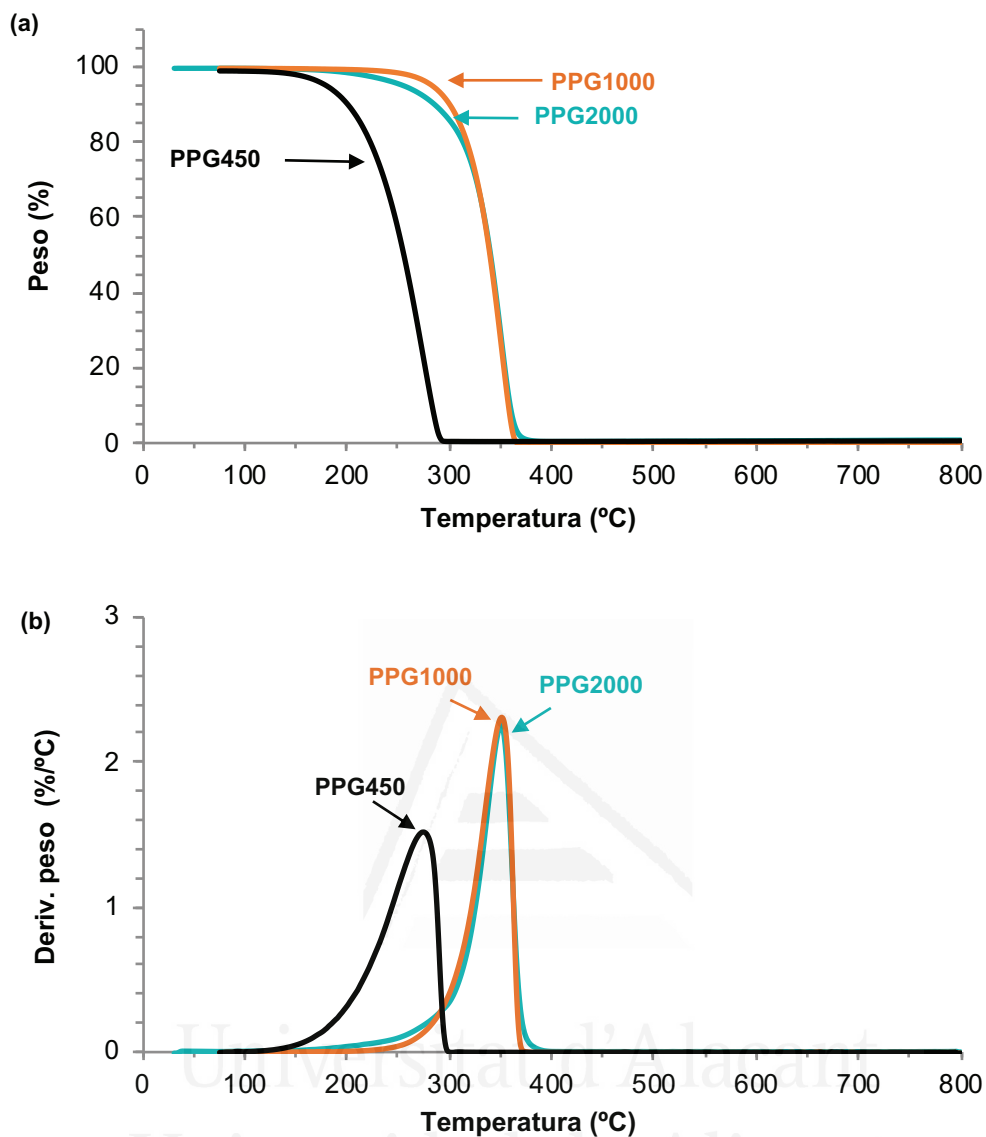 (a)
100
80
60
40
20
0
Peso (%)
PPG1000
PPG2000
PPG450
0 100 200 300 400 500 600 700 800
Temperatura (ºC)
(b)
3
2
1
0
Deriv. peso (%/ºC)
PPG1000
PPG2000
PPG450
Universitat d'Alacant
0 100 200 300 400 500 600 700 800
Temperatura (ºC)